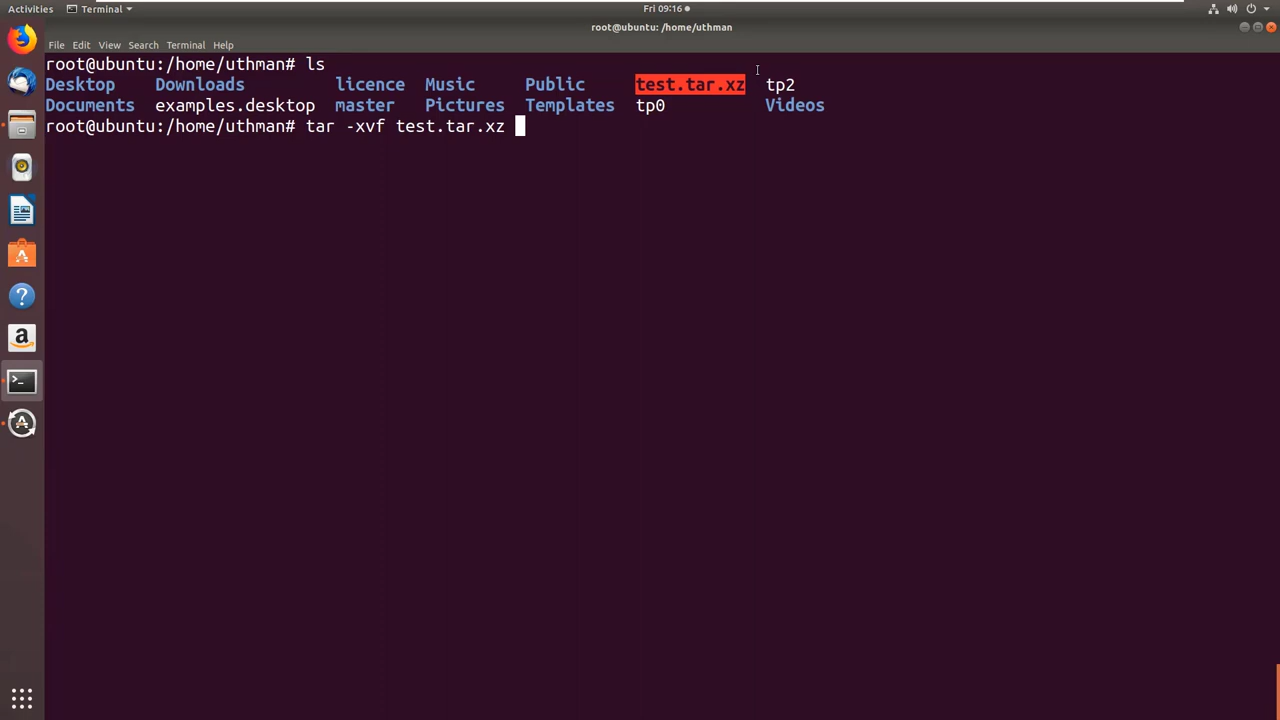 Activities Terminal Fri 09:16
root@ubuntu: /home/uthman
File Edit View Search Terminal Help
root@ubuntu:/home/uthman# ls
Desktop Downloads licence Music Public test.tar.xz tp2
Documents examples.desktop master Pictures Templates tp0 Videos
root@ubuntu:/home/uthman# tar -xvf test.tar.xz